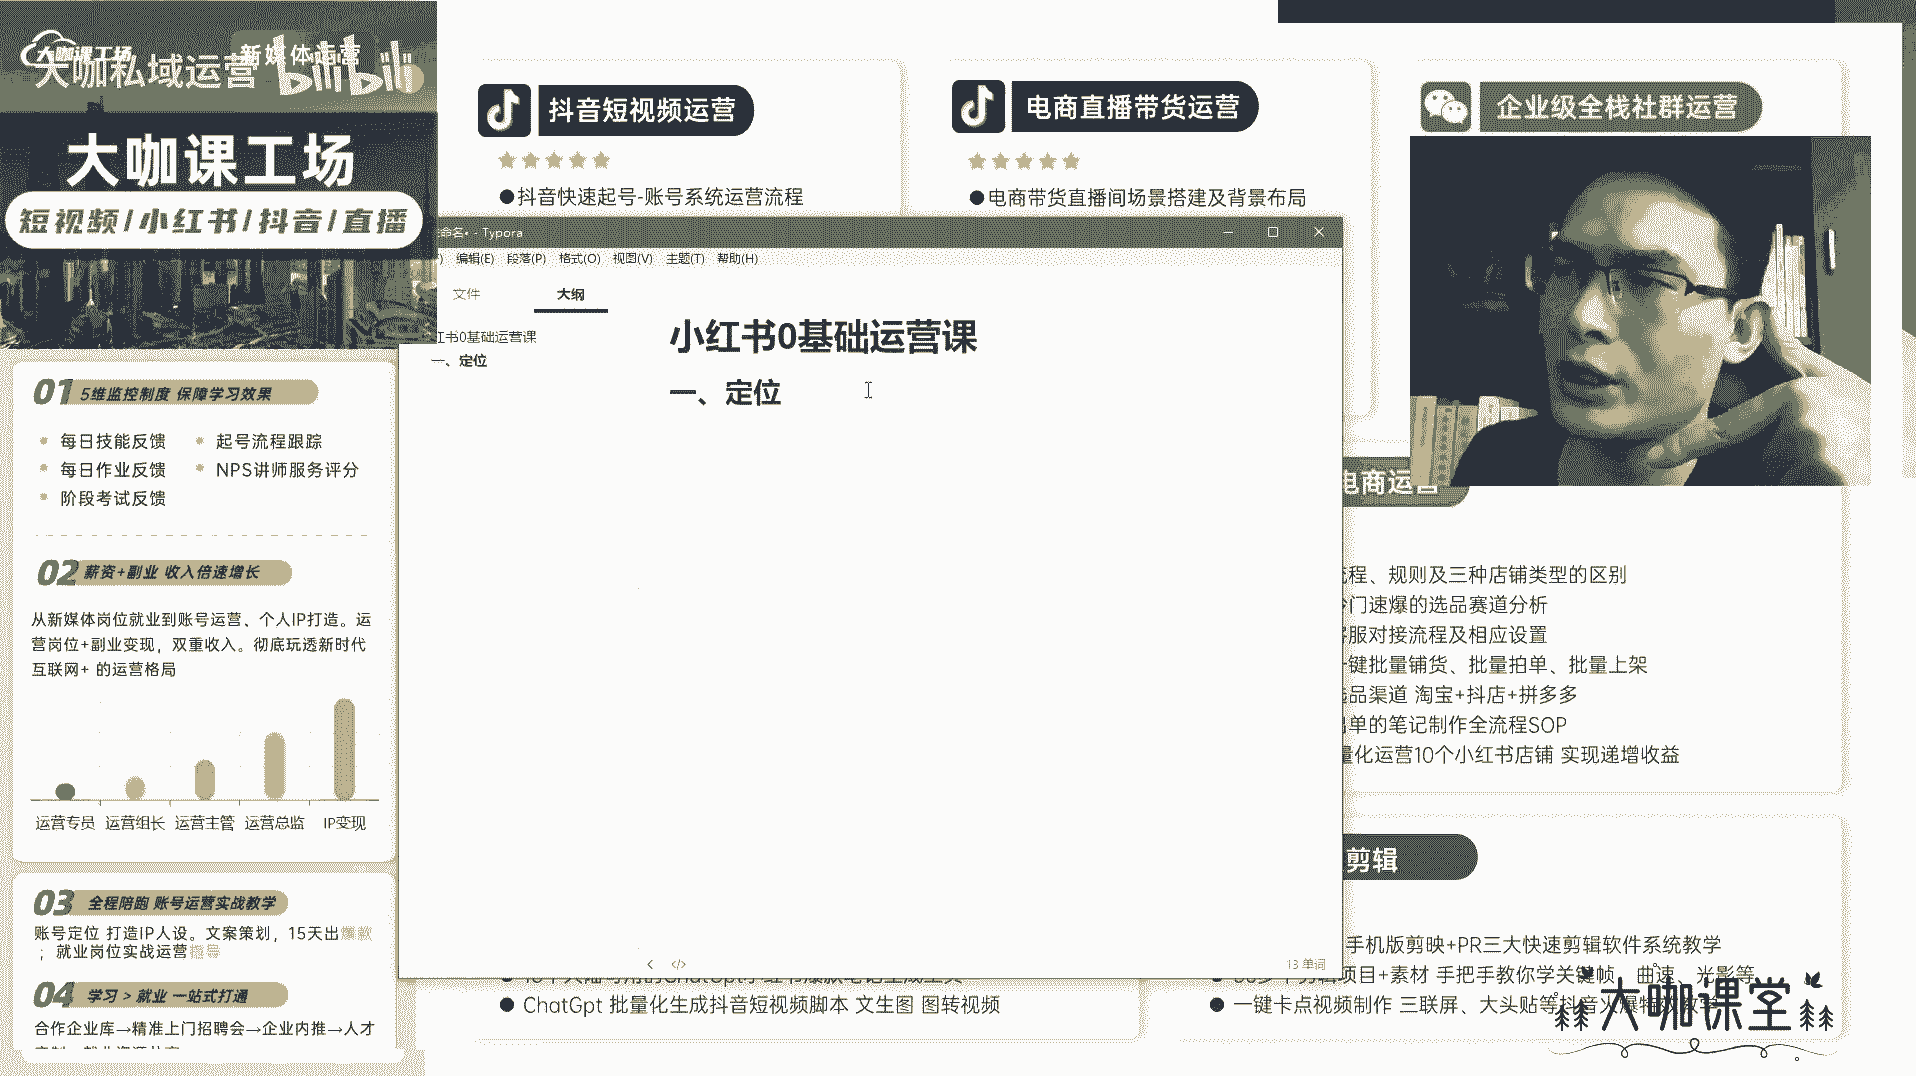 大咖课工场
新媒体运营
大咖私域运营
bilibili
大咖课工场
短视频/小红书/抖音/直播
抖音短视频运营
抖音快速起号-账号系统运营流程
电商直播带货运营
电商带货直播间场景搭建及背景布局
企业级全栈社群运营
- Typora
编辑(E) 段落(P) 格式(O) 视图(V) 主题(T) 帮助(H)
文件
大纲
红书0基础运营课
一、定位
小红书0基础运营课
一、定位
13 单词
01 5维监控制度 保障学习效果
每日技能反馈
起号流程跟踪
每日作业反馈
NPS讲师服务评分
阶段考试反馈
02 薪资+副业 收入倍速增长
从新媒体岗位就业到账号运营、个人IP打造。运
营岗位+副业变现，双重收入。彻底玩透新时代
互联网+ 的运营格局
运营专员 运营组长 运营主管 运营总监 IP变现
03 全程陪跑 账号运营实战教学
账号定位 打造IP人设。文案策划，15天出爆款
；就业岗位实战运营
04 学习 > 就业 一站式打通
合作企业库→精准上门招聘会→企业内推→人才
电商运营
流程、规则及三种店铺类型的区别
冷门速爆的选品赛道分析
客服对接流程及相应设置
一键批量铺货、批量拍单、批量上架
选品渠道 淘宝+抖店+拼多多
出单的笔记制作全流程SOP
量化运营10个小红书店铺 实现递增收益
剪辑
手机版剪映+PR三大快速剪辑软件系统教学
项目+素材 手把手教你学关键帧、曲速、光影等
一键卡点视频制作 三联屏、大头贴等抖音火爆特效教学
ChatGpt 批量化生成抖音短视频脚本 文生图 图转视频
大咖课堂